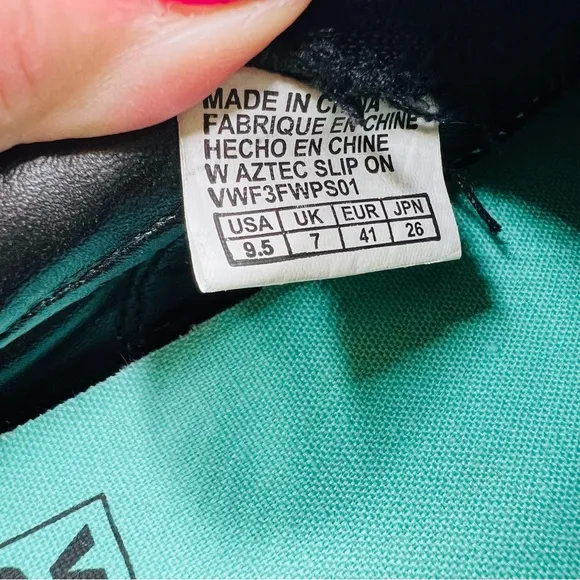 MADE IN CHINA
FABRIQUE EN CHINE
HECHO EN CHINE
W AZTEC SLIP ON
VWF3FWPS01
USA UK EUR JPN
9.5 7 41 26